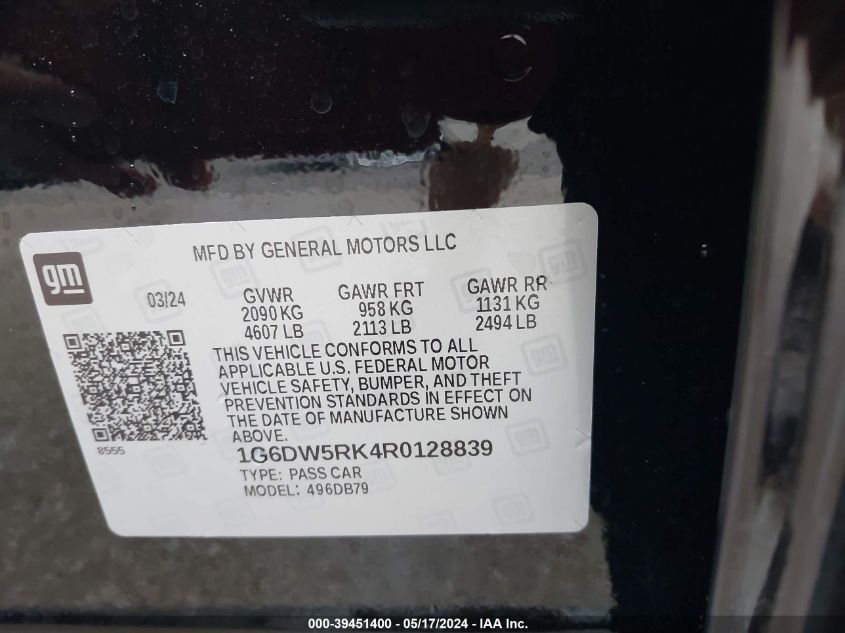 MFD BY GENERAL MOTORS LLC
gm
03/24
GVWR
2090 KG
4607 LB
GAWR FRT
958 KG
2113 LB
GAWR RR
1131 KG
2494 LB
THIS VEHICLE CONFORMS TO ALL
APPLICABLE U.S. FEDERAL MOTOR
VEHICLE SAFETY, BUMPER, AND THEFT
PREVENTION STANDARDS IN EFFECT ON
THE DATE OF MANUFACTURE SHOWN
ABOVE.
8555
1G6DW5RK4R0128839
TYPE: PASS CAR
MODEL: 496DB79
000-39451400 - 05/17/2024 - IAA Inc.